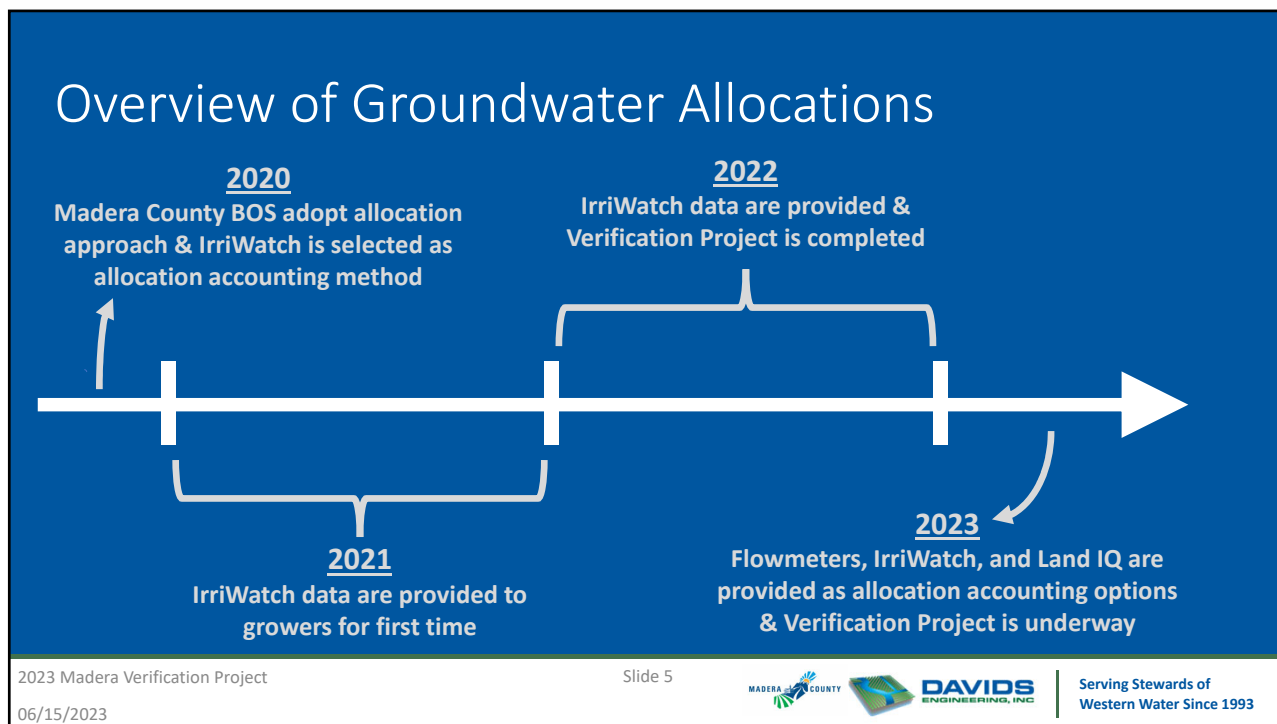 Overview of Groundwater Allocations
2020
Madera County BOS adopt allocation
approach & IrriWatch is selected as
allocation accounting method
2022
IrriWatch data are provided &
Verification Project is completed
2021
IrriWatch data are provided to
growers for first time
2023
Flowmeters, IrriWatch, and Land IQ are
provided as allocation accounting options
& Verification Project is underway
2023 Madera Verification Project
06/15/2023
Slide 5
MADERA COUNTY
DAVIDS
ENGINEERING, INC
Serving Stewards of
Western Water Since 1993